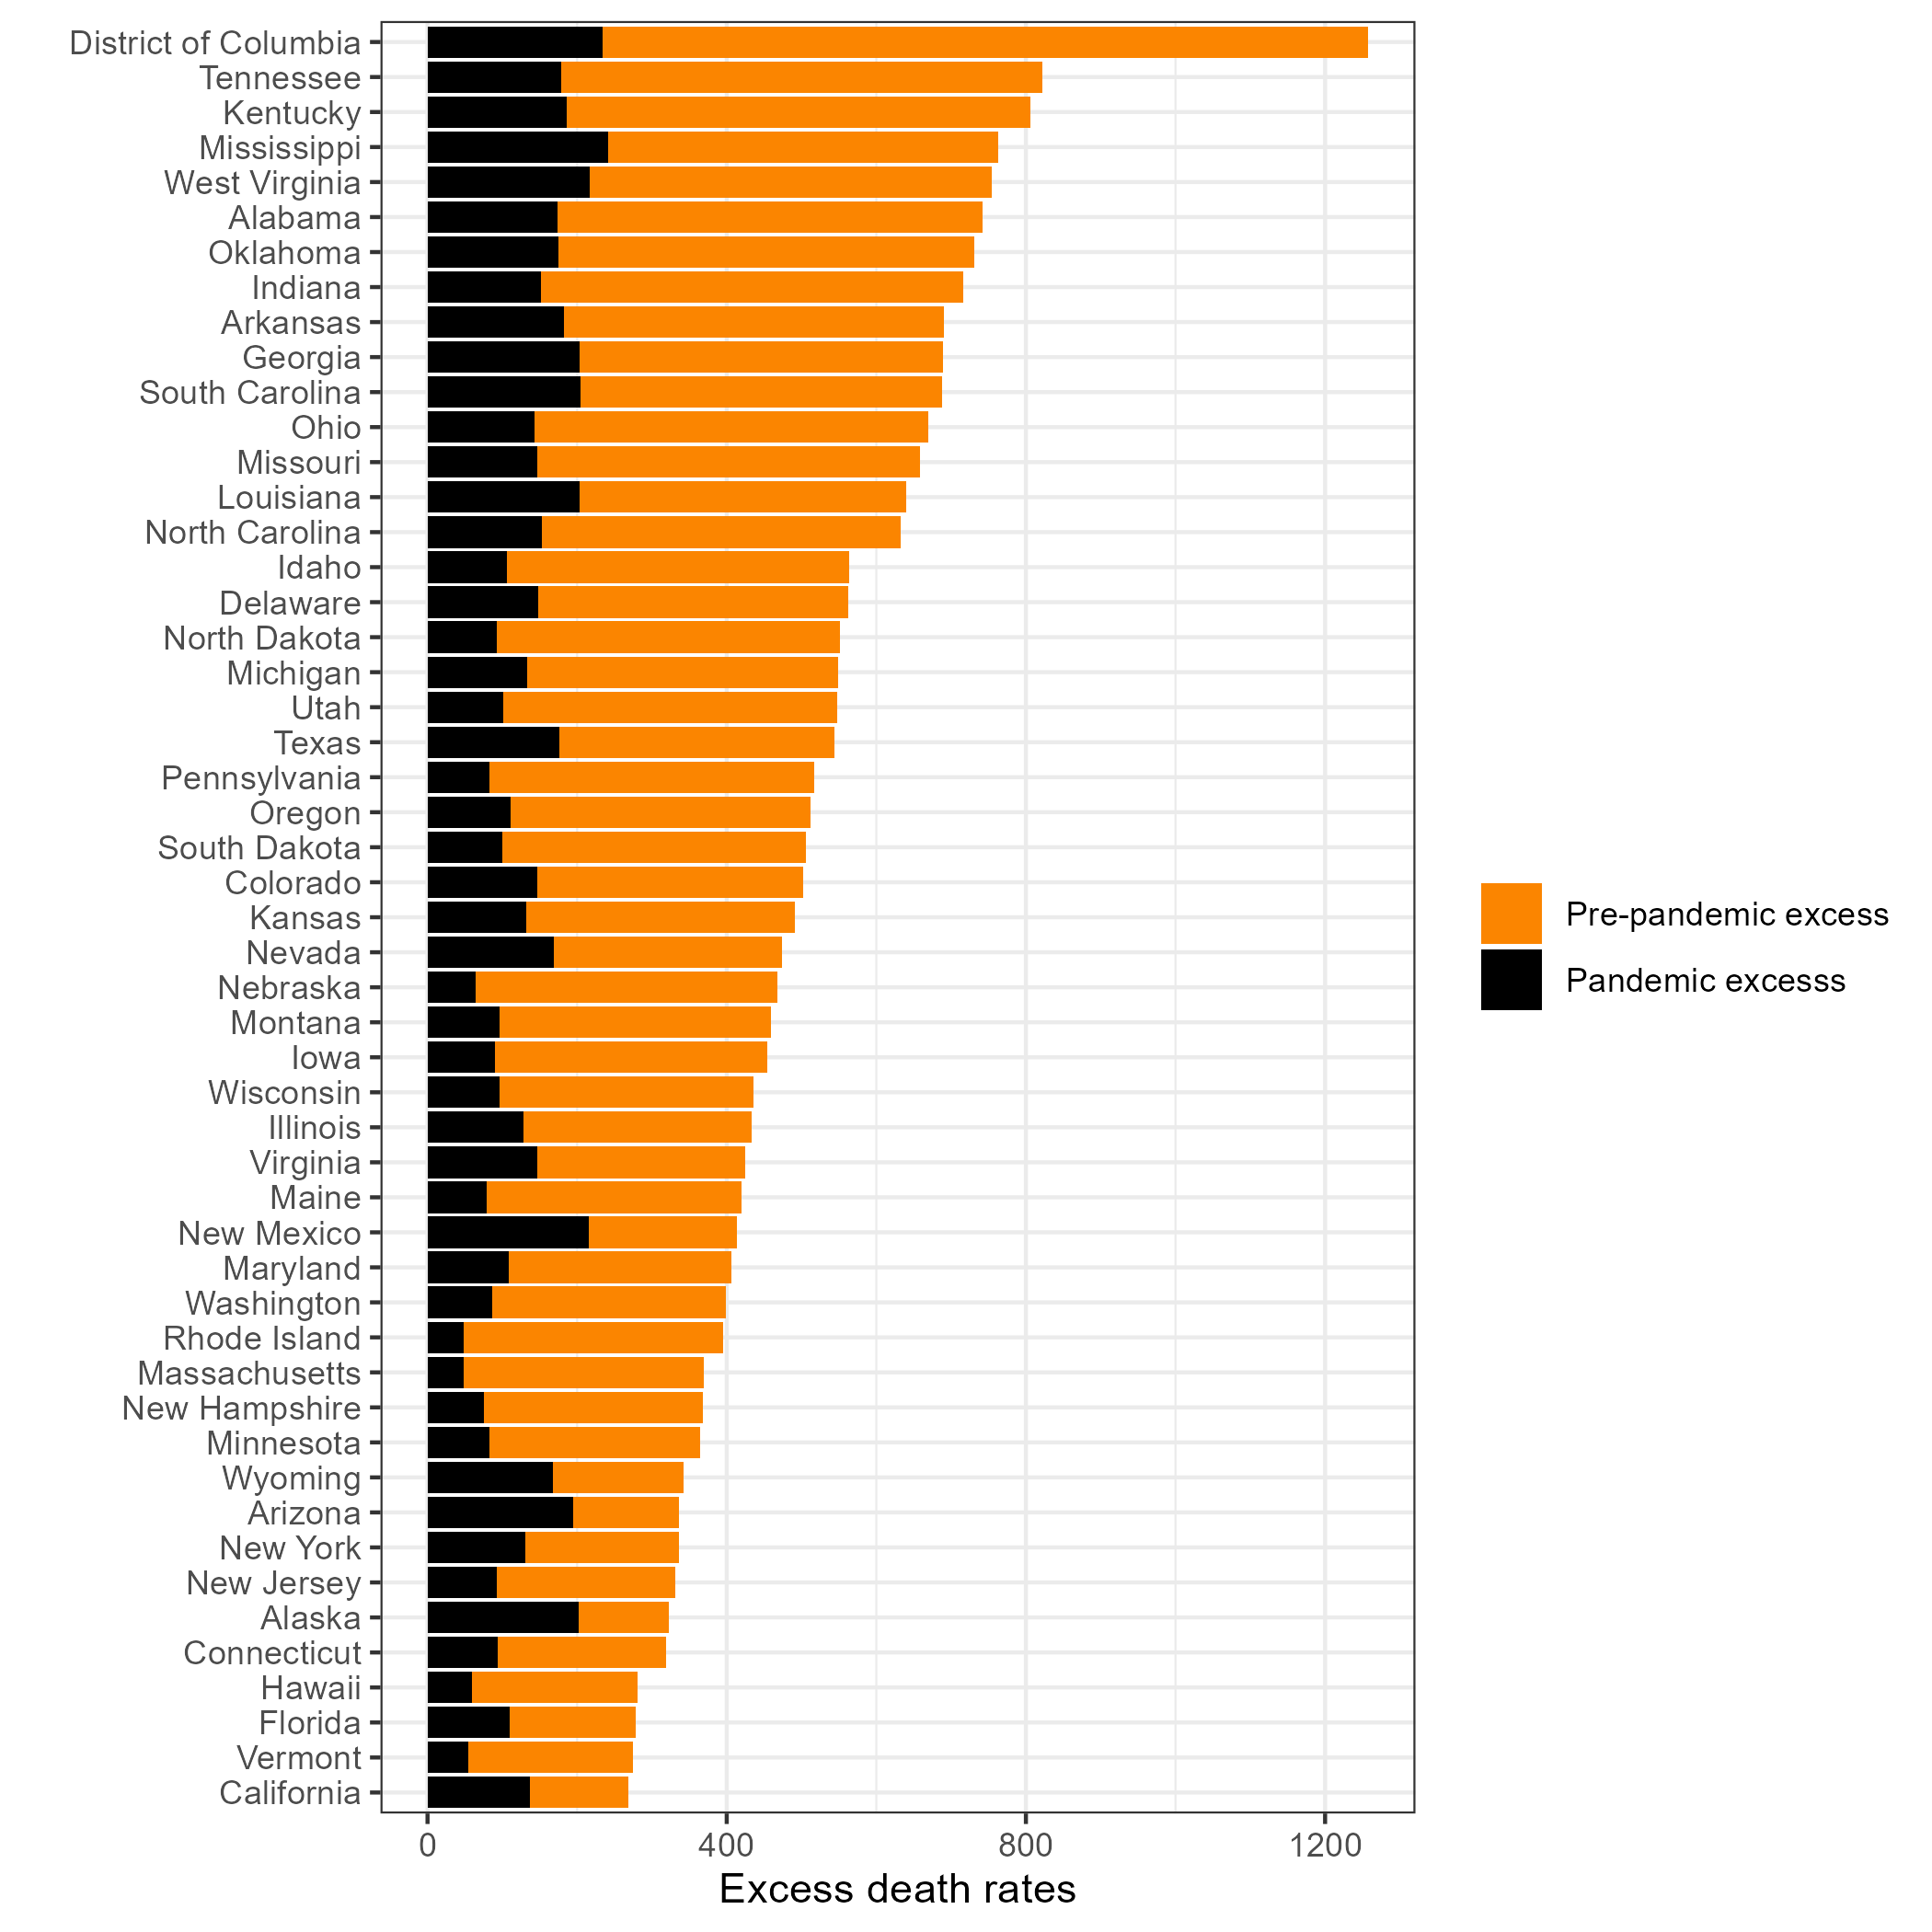 District of Columbia
Tennessee
Kentucky
Mississippi
West Virginia
Alabama
Oklahoma
Indiana
Arkansas
Georgia
South Carolina
Ohio
Missouri
Louisiana
North Carolina
Idaho
Delaware
North Dakota
Michigan
Utah
Texas
Pennsylvania
Oregon
South Dakota
Colorado
Kansas
Nevada
Nebraska
Montana
Iowa
Wisconsin
Illinois
Virginia
Maine
New Mexico
Maryland
Washington
Rhode Island
Massachusetts
New Hampshire
Minnesota
Wyoming
Arizona
New York
New Jersey
Alaska
Connecticut
Hawaii
Florida
Vermont
California
0 400 800 1200
Excess death rates
Pre-pandemic excess
Pandemic excesss